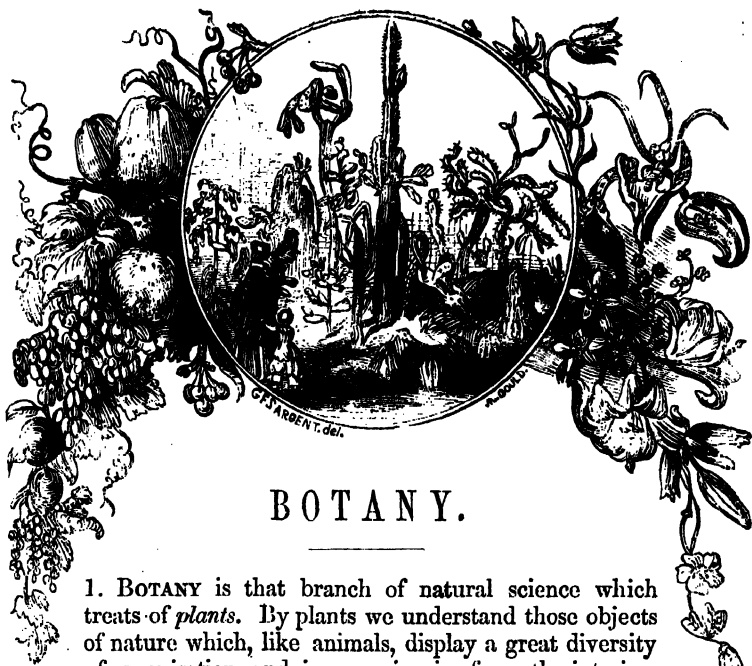 G.F. SARGENT. del.
A. GOULD.
BOTANY.
1. BOTANY is that branch of natural science which
treats of plants. By plants we understand those objects
of nature which, like animals, display a great diversity